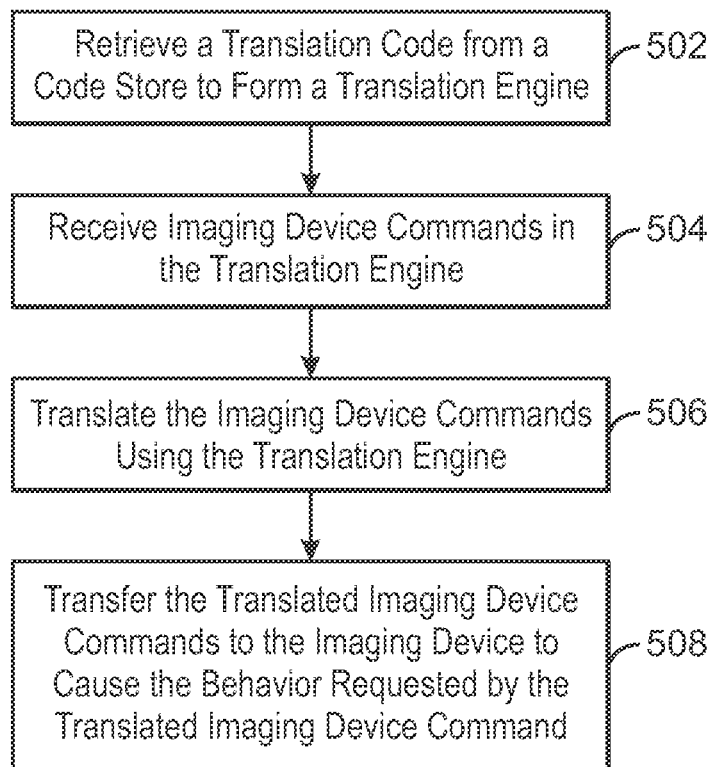 Retrieve a Translation Code from a
Code Store to Form a Translation Engine
502
Receive Imaging Device Commands in
the Translation Engine
504
Translate the Imaging Device Commands
Using the Translation Engine
506
Transfer the Translated Imaging Device
Commands to the Imaging Device to
Cause the Behavior Requested by the
Translated Imaging Device Command
508